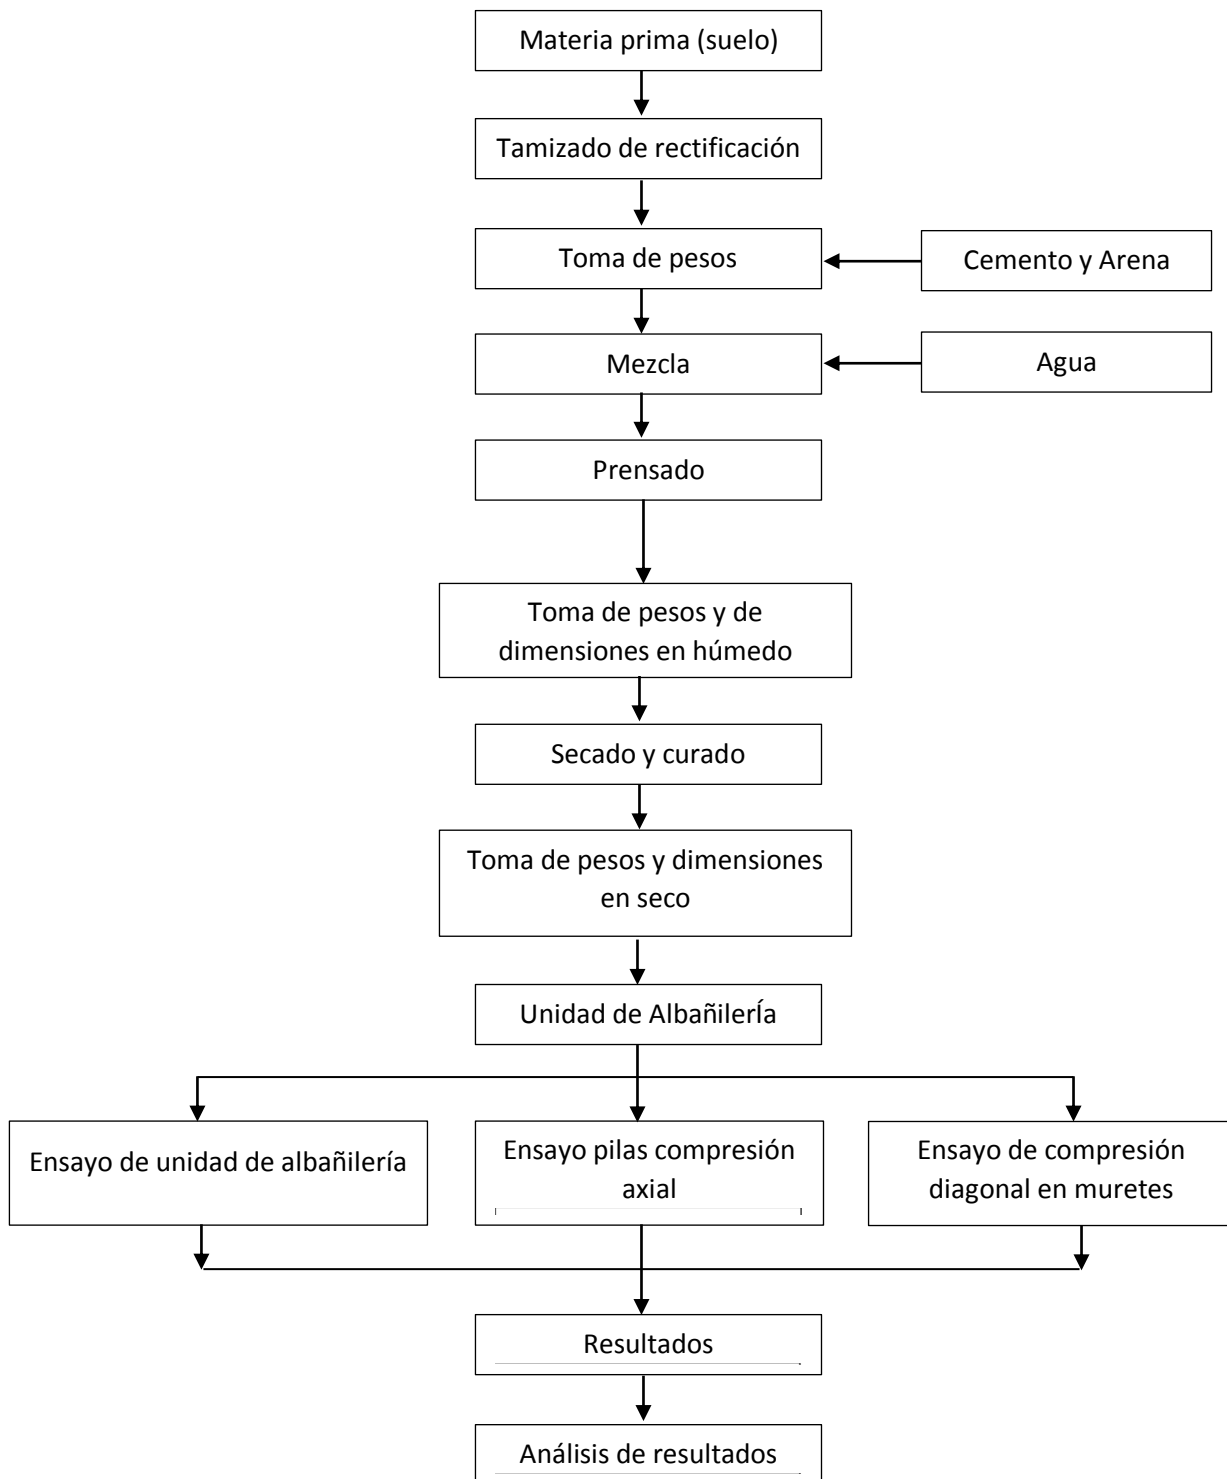 Materia prima (suelo)
Tamizado de rectificación
Toma de pesos
Cemento y Arena
Mezcla
Agua
Prensado
Toma de pesos y de
dimensiones en húmedo
Secado y curado
Toma de pesos y dimensiones
en seco
Unidad de AlbañilerÍa
Ensayo de unidad de albañilería
Ensayo pilas compresión
axial
Ensayo de compresión
diagonal en muretes
Resultados
Análisis de resultados